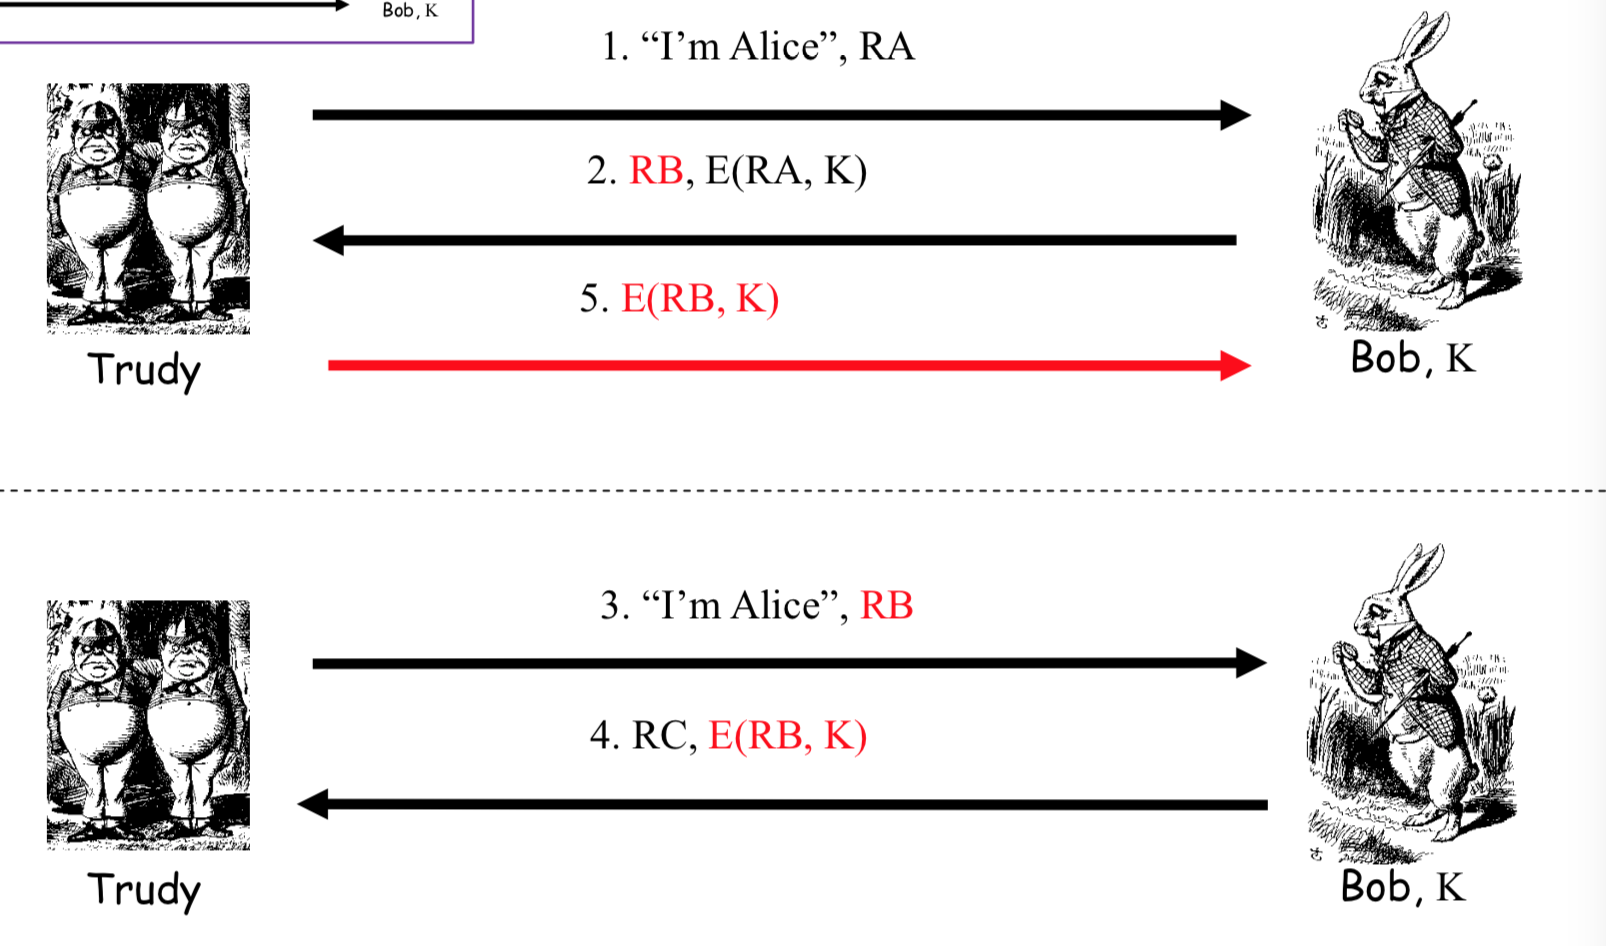 Bob, K
1. “I’m Alice”, RA
2. RB, E(RA, K)
5. E(RB, K)
Trudy
Bob, K
3. “I’m Alice”, RB
4. RC, E(RB, K)
Trudy
Bob, K